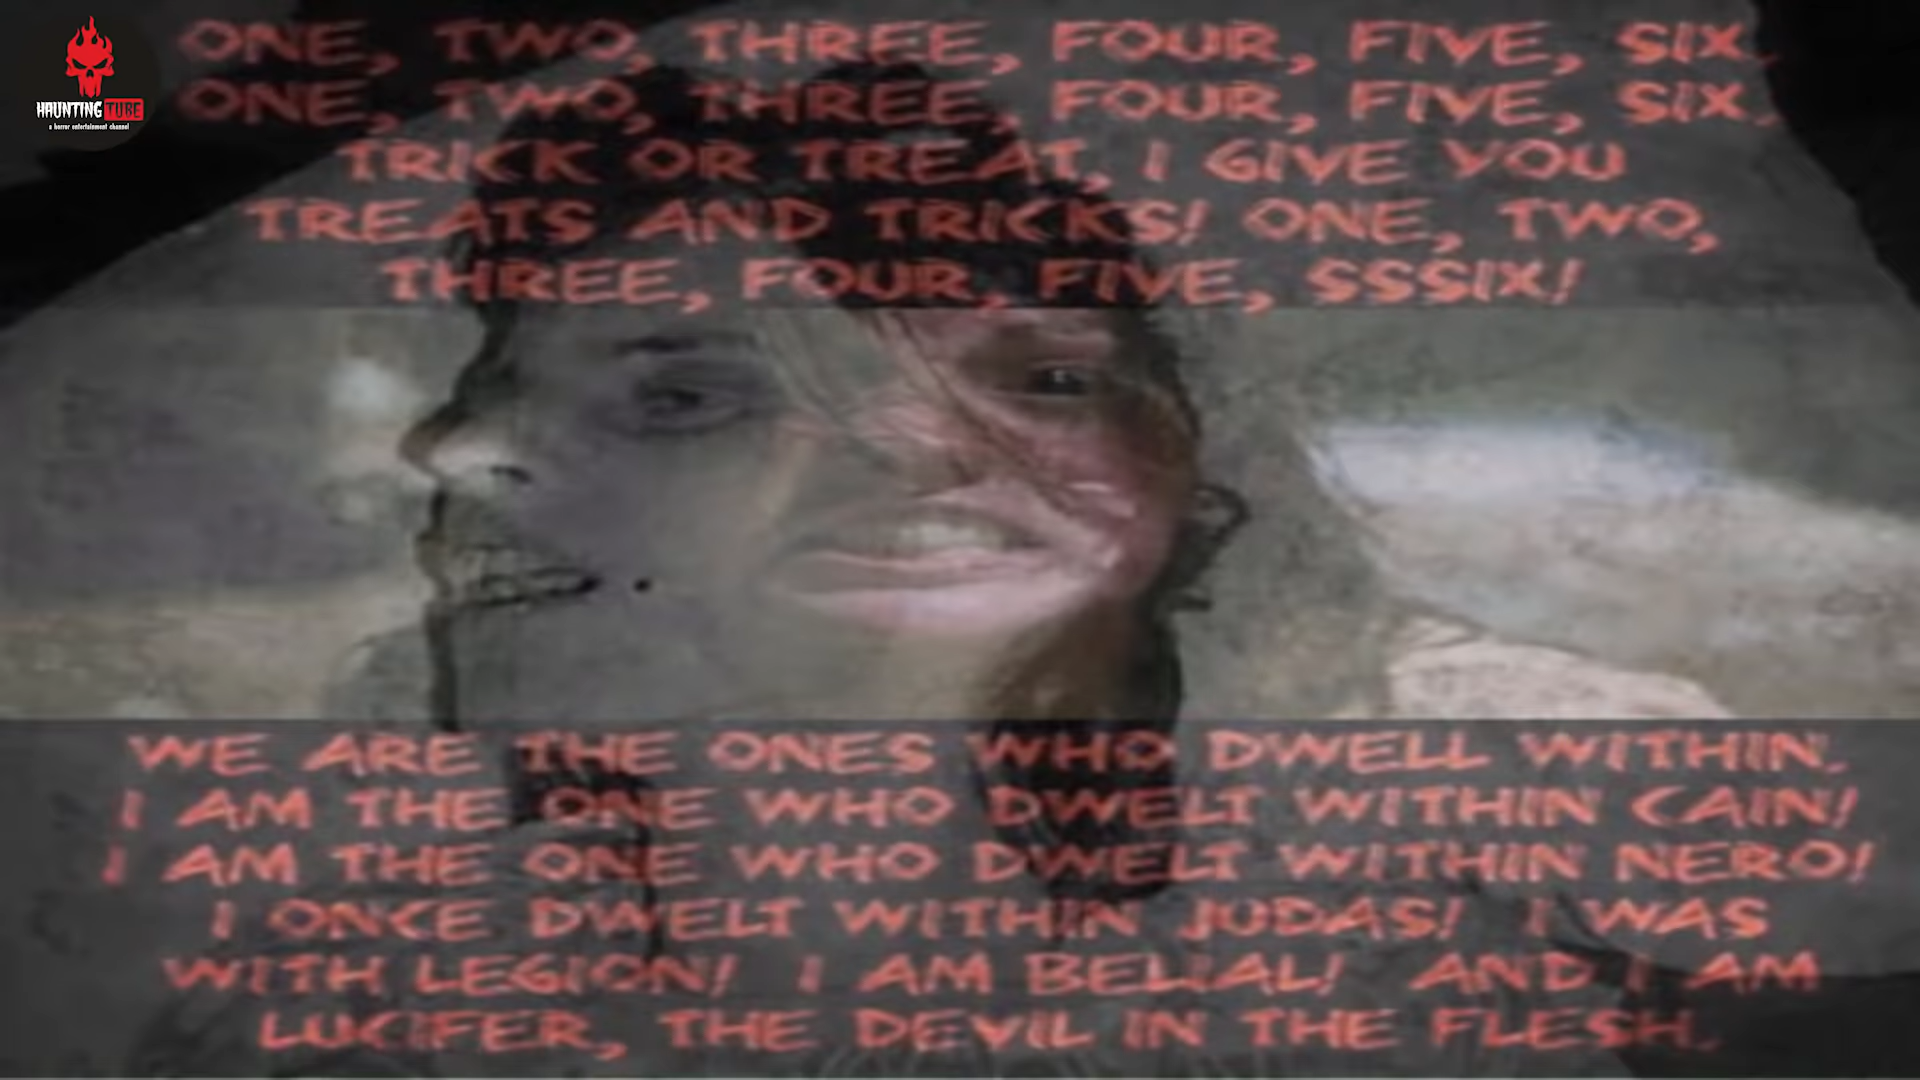 HAUNTING TUBE
a horror entertainment channel
ONE, TWO, THREE, FOUR, FIVE, SIX.
ONE, TWO, THREE, FOUR, FIVE, SIX.
TRICK OR TREAT, I GIVE YOU
TREATS AND TRICKS! ONE, TWO,
THREE, FOUR, FIVE, SSSIX!
WE ARE THE ONES WHO DWELL WITHIN.
I AM THE ONE WHO DWELT WITHIN CAIN!
I AM THE ONE WHO DWELT WITHIN NERO!
I ONCE DWELT WITHIN JUDAS! I WAS
WITH LEGION! I AM BELIAL! AND I AM
LUCIFER, THE DEVIL IN THE FLESH.